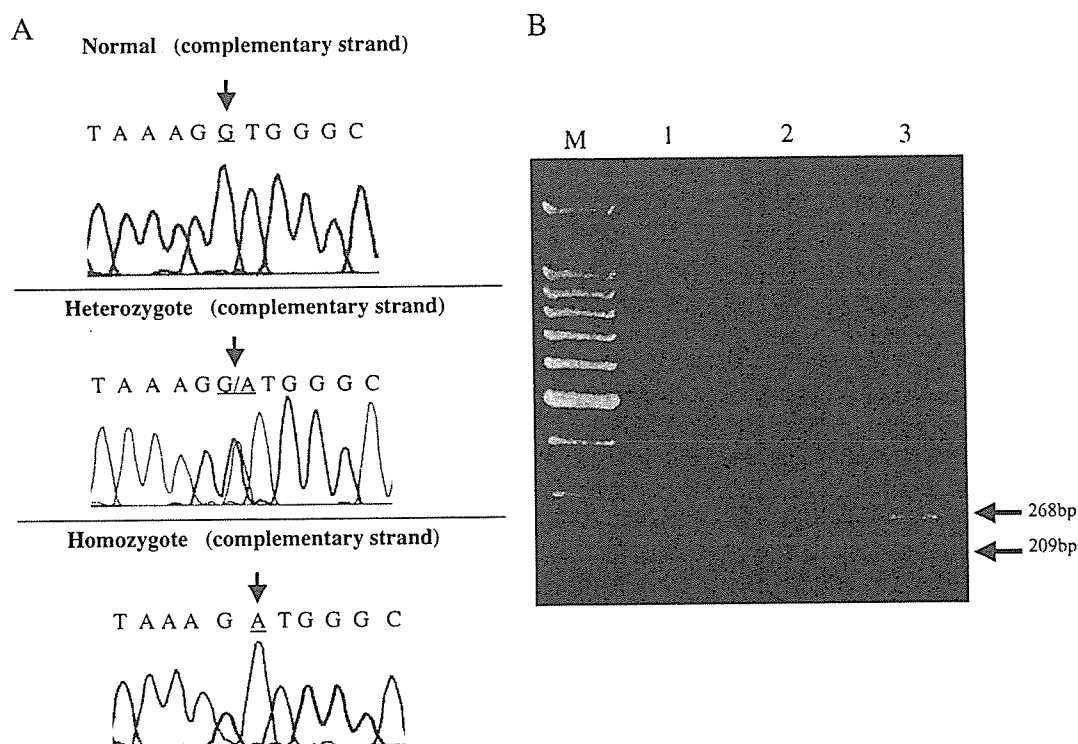 A
Normal (complementary strand)
T A A A G G T G G G C
Heterozygote (complementary strand)
T A A A G G/A T G G G C
Homozygote (complementary strand)
T A A A G A T G G G C
B
M 1 2 3
268bp
209bp